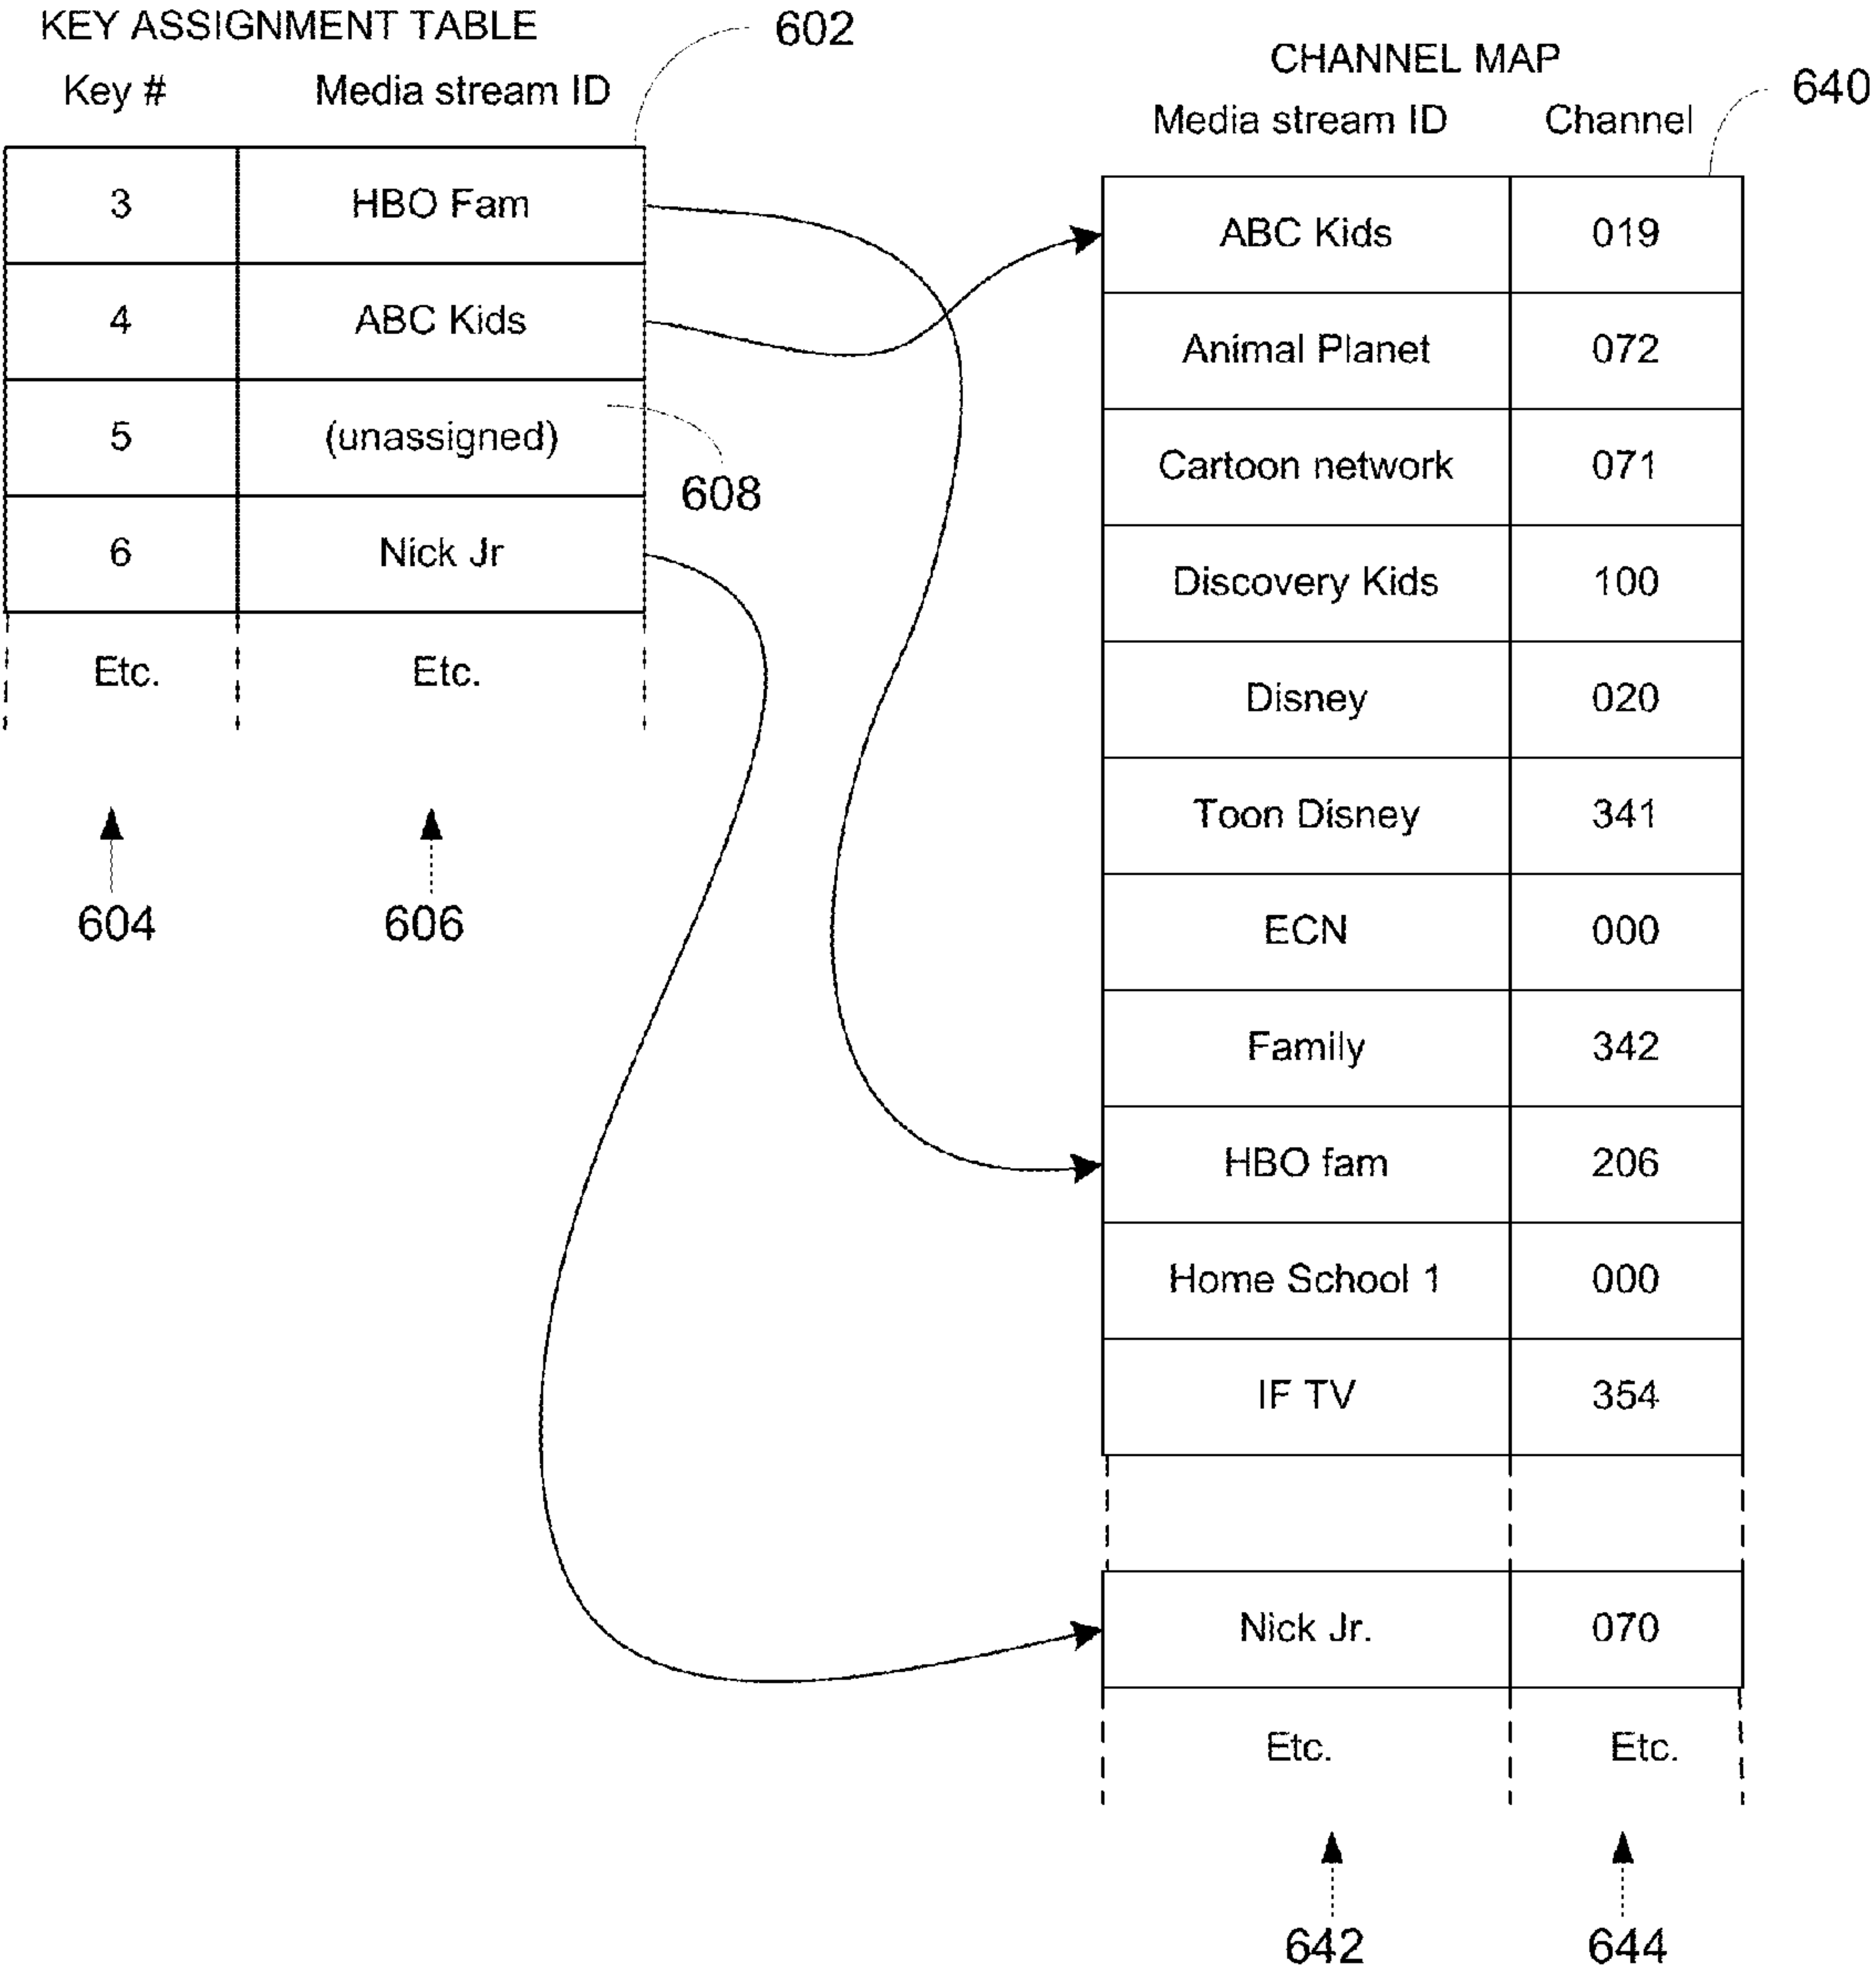 KEY ASSIGNMENT TABLE
602
Key # Media stream ID
3 HBO Fam
4 ABC Kids
5 (unassigned)
608
6 Nick Jr
Etc. Etc.
604 606
CHANNEL MAP
640
Media stream ID Channel
ABC Kids 019
Animal Planet 072
Cartoon network 071
Discovery Kids 100
Disney 020
Toon Disney 341
ECN 000
Family 342
HBO fam 206
Home School 1 000
IF TV 354
Nick Jr. 070
Etc. Etc.
642 644